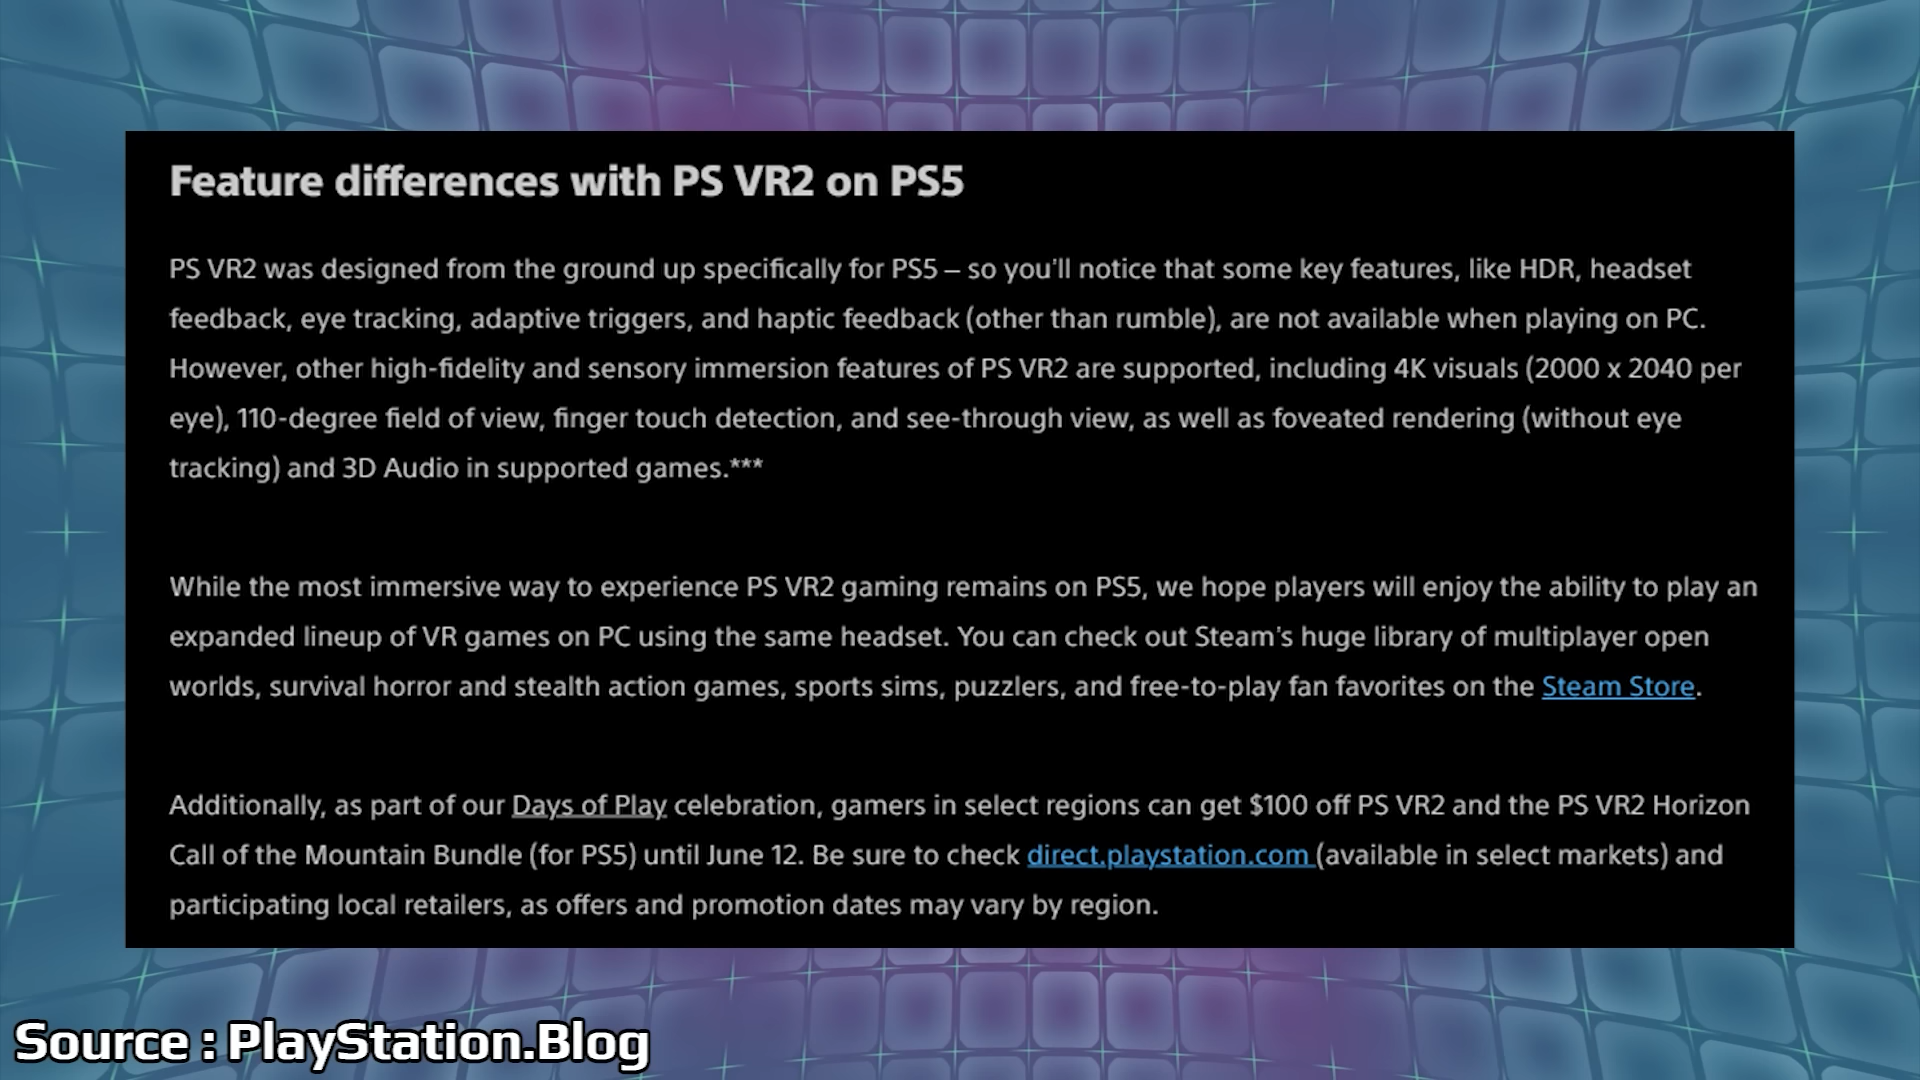 Feature differences with PS VR2 on PS5
PS VR2 was designed from the ground up specifically for PS5 – so you'll notice that some key features, like HDR, headset
feedback, eye tracking, adaptive triggers, and haptic feedback (other than rumble), are not available when playing on PC.
However, other high-fidelity and sensory immersion features of PS VR2 are supported, including 4K visuals (2000 x 2040 per
eye), 110-degree field of view, finger touch detection, and see-through view, as well as foveated rendering (without eye
tracking) and 3D Audio in supported games.***
While the most immersive way to experience PS VR2 gaming remains on PS5, we hope players will enjoy the ability to play an
expanded lineup of VR games on PC using the same headset. You can check out Steam's huge library of multiplayer open
worlds, survival horror and stealth action games, sports sims, puzzlers, and free-to-play fan favorites on the Steam Store.
Additionally, as part of our Days of Play celebration, gamers in select regions can get $100 off PS VR2 and the PS VR2 Horizon
Call of the Mountain Bundle (for PS5) until June 12. Be sure to check direct.playstation.com (available in select markets) and
participating local retailers, as offers and promotion dates may vary by region.
Source : PlayStation.Blog